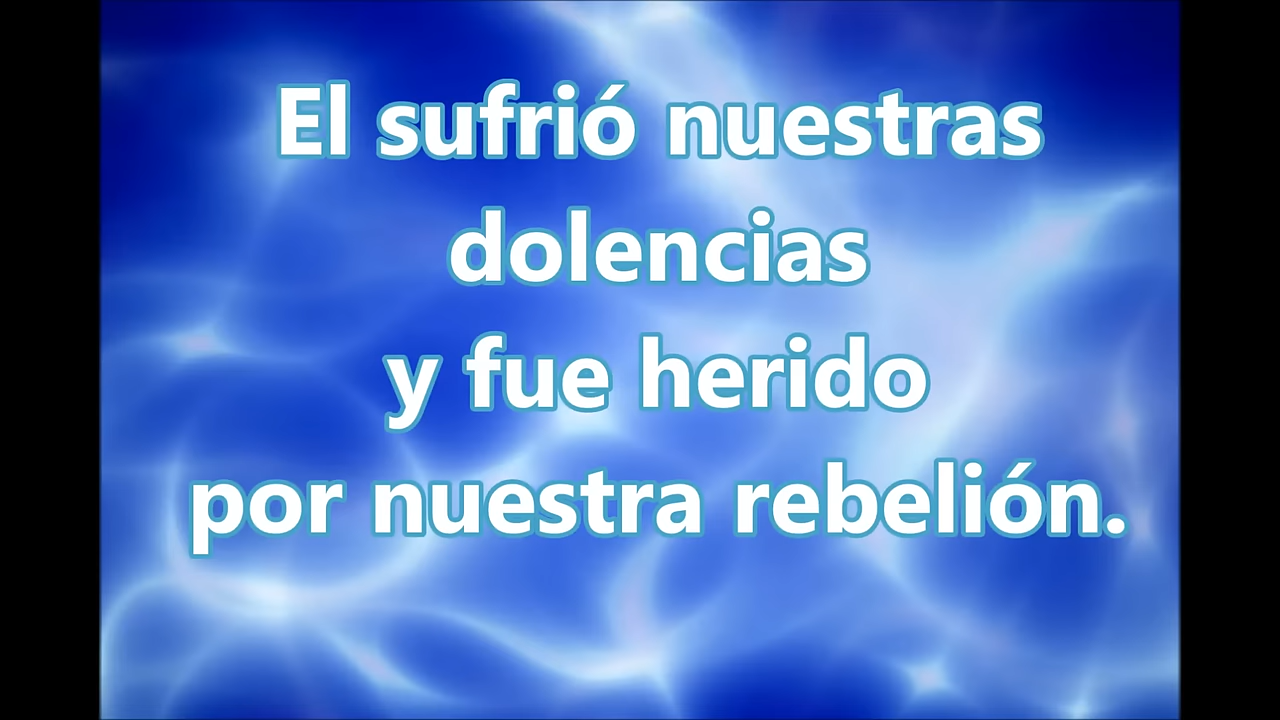 El sufrió nuestras
dolencias
y fue herido
por nuestra rebelión.